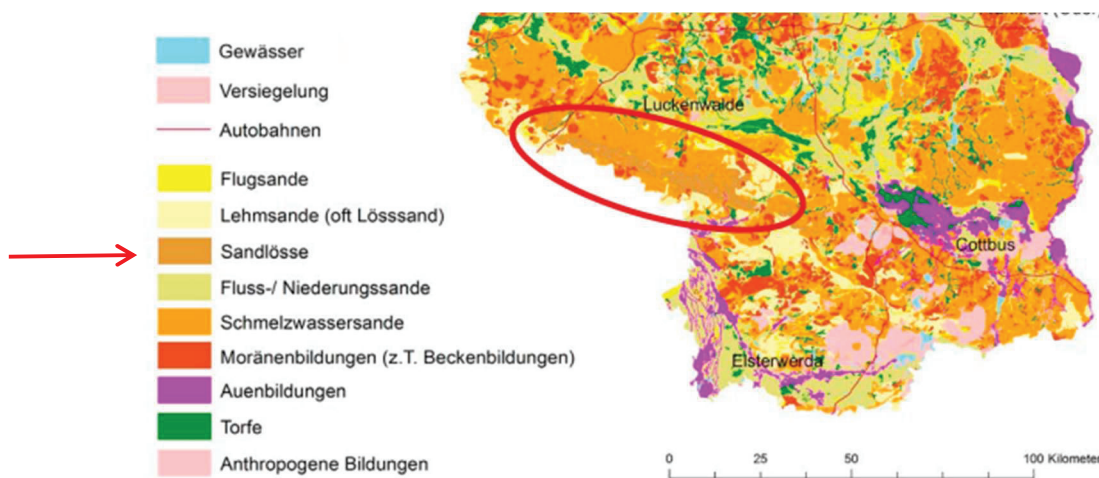 Gewässer
Versiegelung
Autobahnen
Flugsande
Lehmsande (oft Lösssand)
Sandlösse
Fluss-/ Niederungssande
Schmelzwassersande
Moränenbildungen (z.T. Beckenbildungen)
Auenbildungen
Torfe
Anthropogene Bildungen
Luckenwalde
Cottbus
Elsterwerda
0 25 50 100 Kilometer